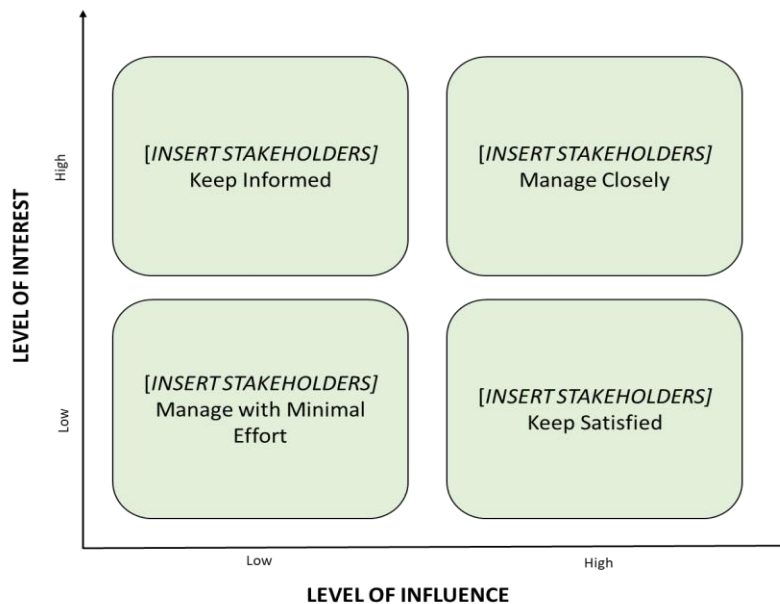 LEVEL OF INTEREST
High
Low
[INSERT STAKEHOLDERS]
Keep Informed
[INSERT STAKEHOLDERS]
Manage Closely
[INSERT STAKEHOLDERS]
Manage with Minimal
Effort
[INSERT STAKEHOLDERS]
Keep Satisfied
Low
High
LEVEL OF INFLUENCE